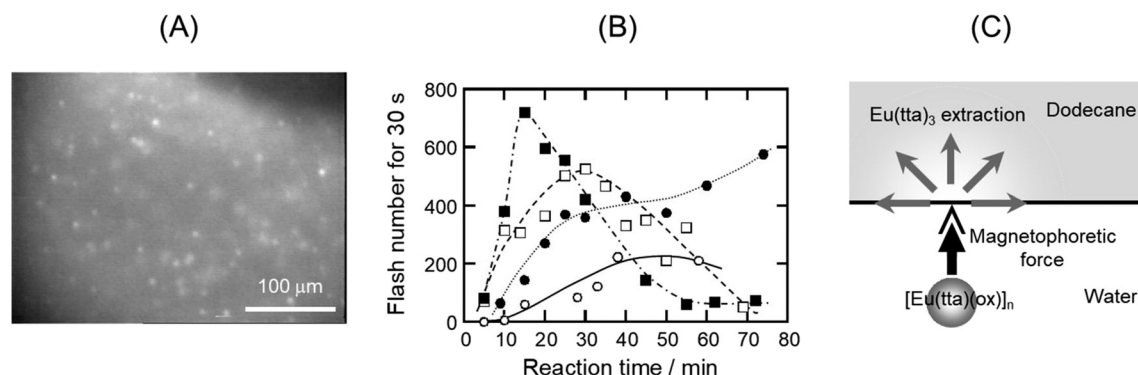 (A)
(B)
(C)
100 μm
Flash number for 30 s
800
600
400
200
0
10 20 30 40 50 60 70 80
Reaction time / min
Eu(tta)₃ extraction
Dodecane
Magnetophoretic
force
[Eu(tta)(ox)]ₙ
Water